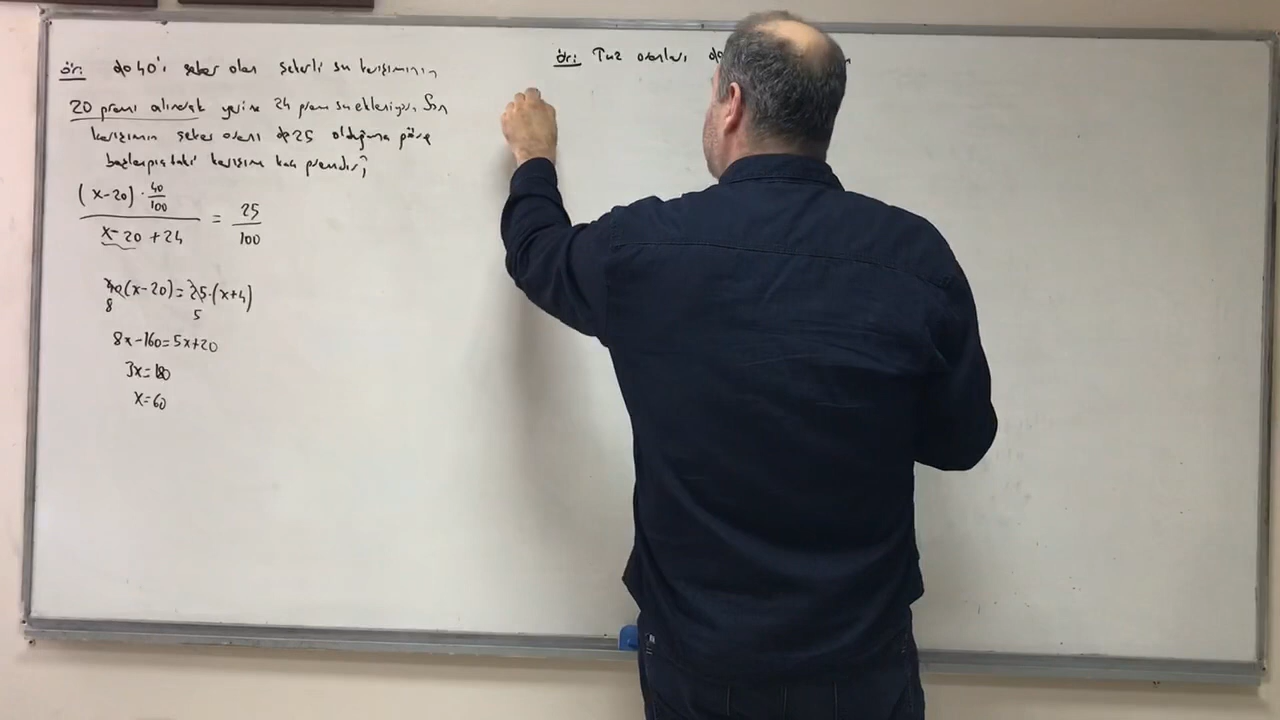 ör: %40'ı şeker olan şekerli su karışımının
20 gramı alınarak yerine 24 gram su ekleniyor. Son
karışımın şeker oranı %25 olduğuna göre
başlangıçtaki karışım kaç gramdır?
(x-20)·40/100
x-20+24
= 25/100
40(x-20)=25·(x+4)
8 5
8x-160=5x+20
3x=180
x=60
ör: Tuz oranları